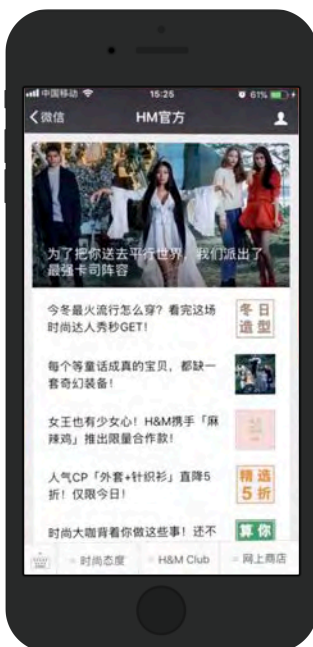 中国移动 15:25 61%
微信 HM官方
为了把你送去平行世界，我们派出了
最强卡司阵容
今冬最火流行怎么穿？看完这场
时尚达人秀秒GET！
冬日
造型
每个等童话成真的宝贝，都缺一
套奇幻装备！
女王也有少女心！H&M携手「麻
辣鸡」推出限量合作款！
人气CP「外套+针织衫」直降5
折！仅限今日！
精选
5折
时尚大咖背着你做这些事！还不
算你
时尚态度 H&M Club 网上商店